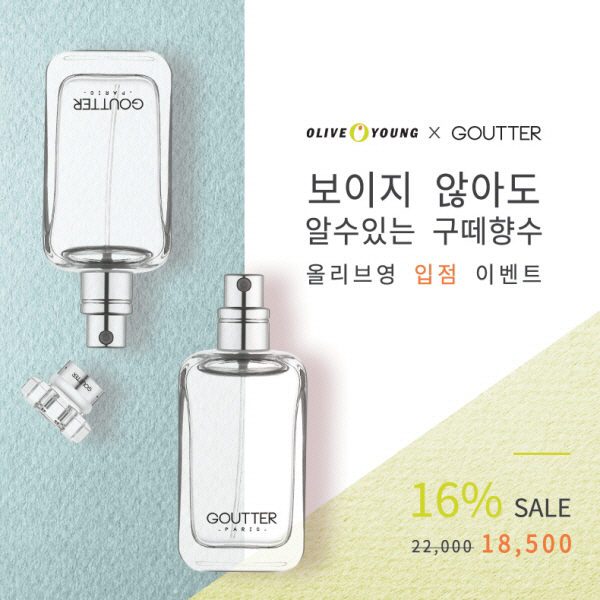 GOUTTER
- PARIS -
OLIVE YOUNG X GOUTTER
보이지 않아도
알수있는 구떼향수
올리브영 입점 이벤트
GOUTTER
GOUTTER
- PARIS -
16% SALE
22,000 18,500